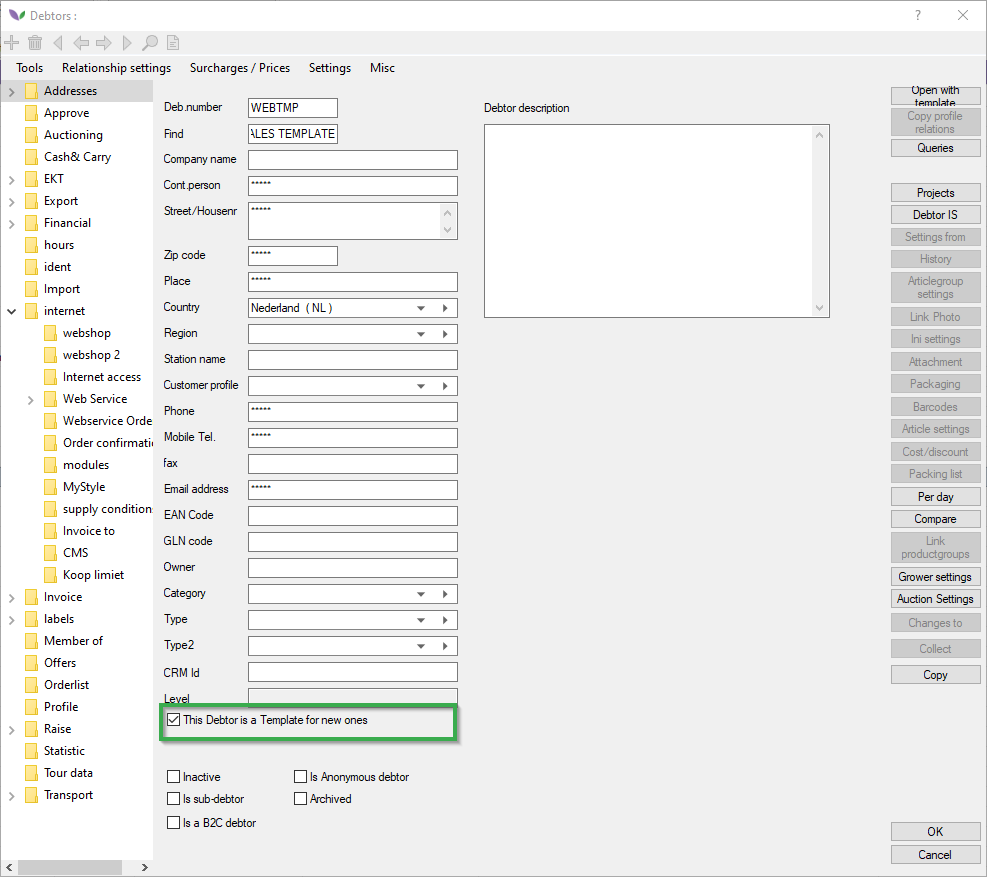 Debtors :
?
Tools Relationship settings Surcharges / Prices Settings Misc
Addresses
Approve
Auctioning
Cash& Carry
EKT
Export
Financial
hours
ident
Import
internet
webshop
webshop 2
Internet access
Web Service
Webservice Orde
Order confirmati
modules
MyStyle
supply condition
Invoice to
CMS
Koop limiet
Invoice
labels
Member of
Offers
Orderlist
Profile
Raise
Statistic
Tour data
Transport
Deb.number WEBTMP
Find ALES TEMPLATE
Company name
Cont.person *****
Street/Housenr *****
Zip code *****
Place *****
Country Nederland ( NL )
Region
Station name
Customer profile
Phone *****
Mobile Tel. *****
fax
Email address *****
EAN Code
GLN code
Owner
Category
Type
Type2
CRM Id
Level
This Debtor is a Template for new ones
Inactive Is Anonymous debtor
Is sub-debtor Archived
Is a B2C debtor
Debtor description
Open with
template
Copy profile
relations
Queries
Projects
Debtor IS
Settings from
History
Articlegroup
settings
Link Photo
Ini settings
Attachment
Packaging
Barcodes
Article settings
Cost/discount
Packing list
Per day
Compare
Link
productgroups
Grower settings
Auction Settings
Changes to
Collect
Copy
OK
Cancel